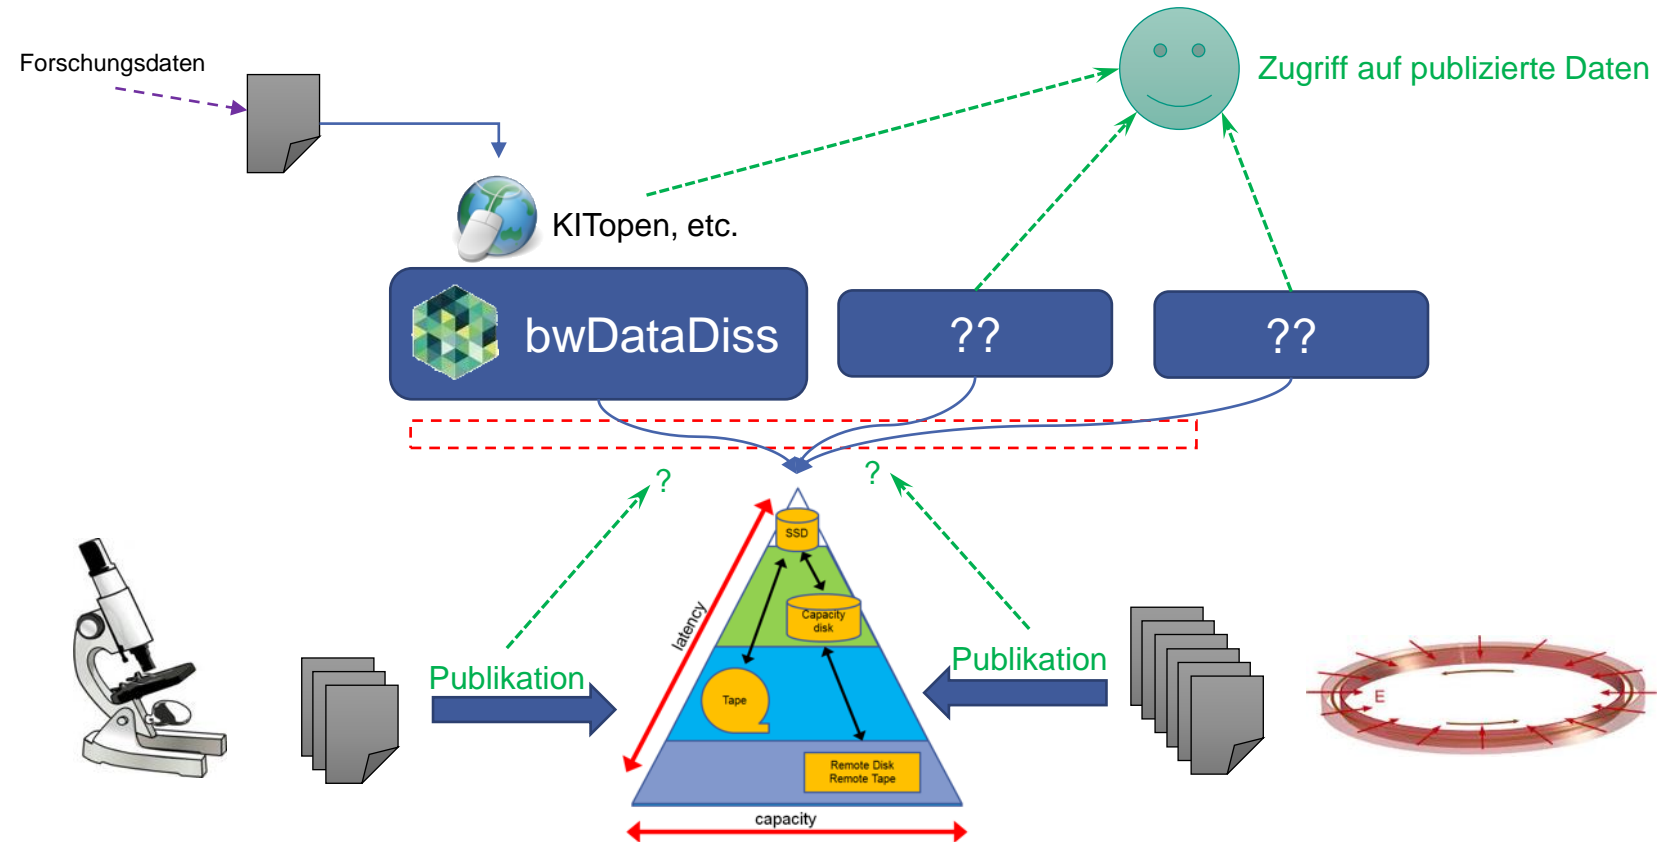 Forschungsdaten
Zugriff auf publizierte Daten
KITopen, etc.
bwDataDiss
??
??
?
?
SSD
latency
Capacity
disk
Publikation
Publikation
Tape
E
Remote Disk
Remote Tape
capacity